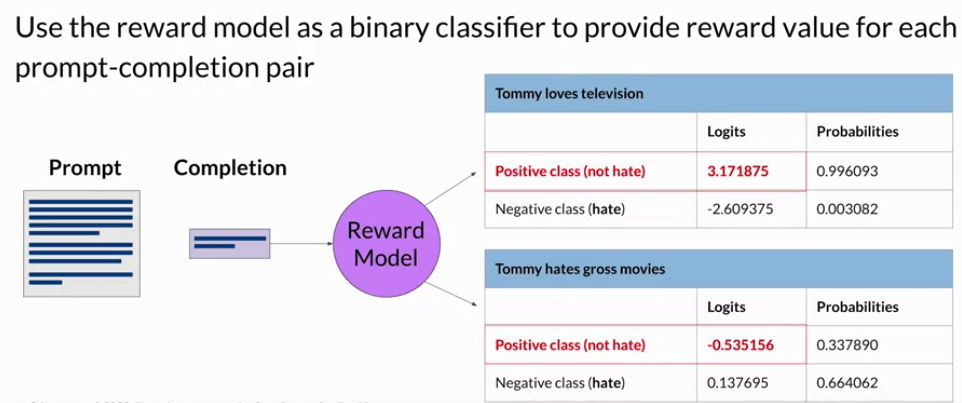 Use the reward model as a binary classifier to provide reward value for each
prompt-completion pair
Prompt
Completion
Reward
Model
Tommy loves television
Logits Probabilities
Positive class (not hate) 3.171875 0.996093
Negative class (hate) -2.609375 0.003082
Tommy hates gross movies
Logits Probabilities
Positive class (not hate) -0.535156 0.337890
Negative class (hate) 0.137695 0.664062